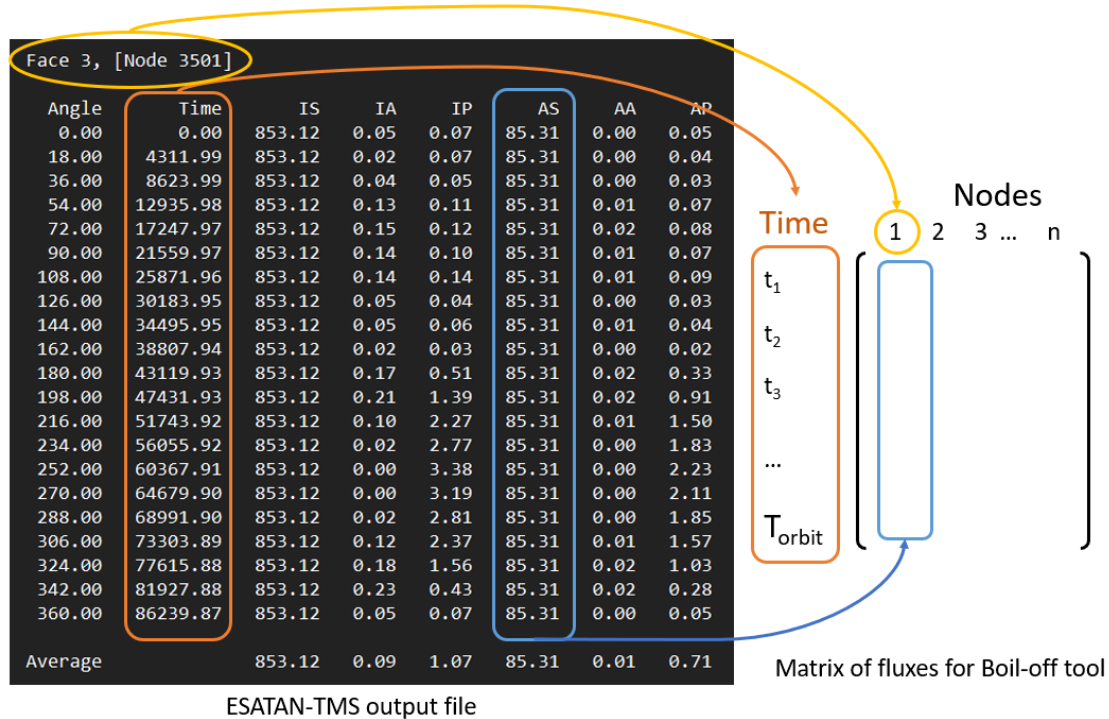 Face 3, [Node 3501]
Angle Time IS IA IP AS AA AP
0.00 0.00 853.12 0.05 0.07 85.31 0.00 0.05
18.00 4311.99 853.12 0.02 0.07 85.31 0.00 0.04
36.00 8623.99 853.12 0.04 0.05 85.31 0.00 0.03
54.00 12935.98 853.12 0.13 0.11 85.31 0.01 0.07
72.00 17247.97 853.12 0.15 0.12 85.31 0.02 0.08
90.00 21559.97 853.12 0.14 0.10 85.31 0.01 0.07
108.00 25871.96 853.12 0.14 0.14 85.31 0.01 0.09
126.00 30183.95 853.12 0.05 0.04 85.31 0.00 0.03
144.00 34495.95 853.12 0.05 0.06 85.31 0.01 0.04
162.00 38807.94 853.12 0.02 0.03 85.31 0.00 0.02
180.00 43119.93 853.12 0.17 0.51 85.31 0.02 0.33
198.00 47431.93 853.12 0.21 1.39 85.31 0.02 0.91
216.00 51743.92 853.12 0.10 2.27 85.31 0.01 1.50
234.00 56055.92 853.12 0.02 2.77 85.31 0.00 1.83
252.00 60367.91 853.12 0.00 3.38 85.31 0.00 2.23
270.00 64679.90 853.12 0.00 3.19 85.31 0.00 2.11
288.00 68991.90 853.12 0.02 2.81 85.31 0.00 1.85
306.00 73303.89 853.12 0.12 2.37 85.31 0.01 1.57
324.00 77615.88 853.12 0.18 1.56 85.31 0.02 1.03
342.00 81927.88 853.12 0.23 0.43 85.31 0.02 0.28
360.00 86239.87 853.12 0.05 0.07 85.31 0.00 0.05
Average 853.12 0.09 1.07 85.31 0.01 0.71
ESATAN-TMS output file
Nodes
Time 1 2 3 ... n
t1
t2
t3
...
Torbit
Matrix of fluxes for Boil-off tool